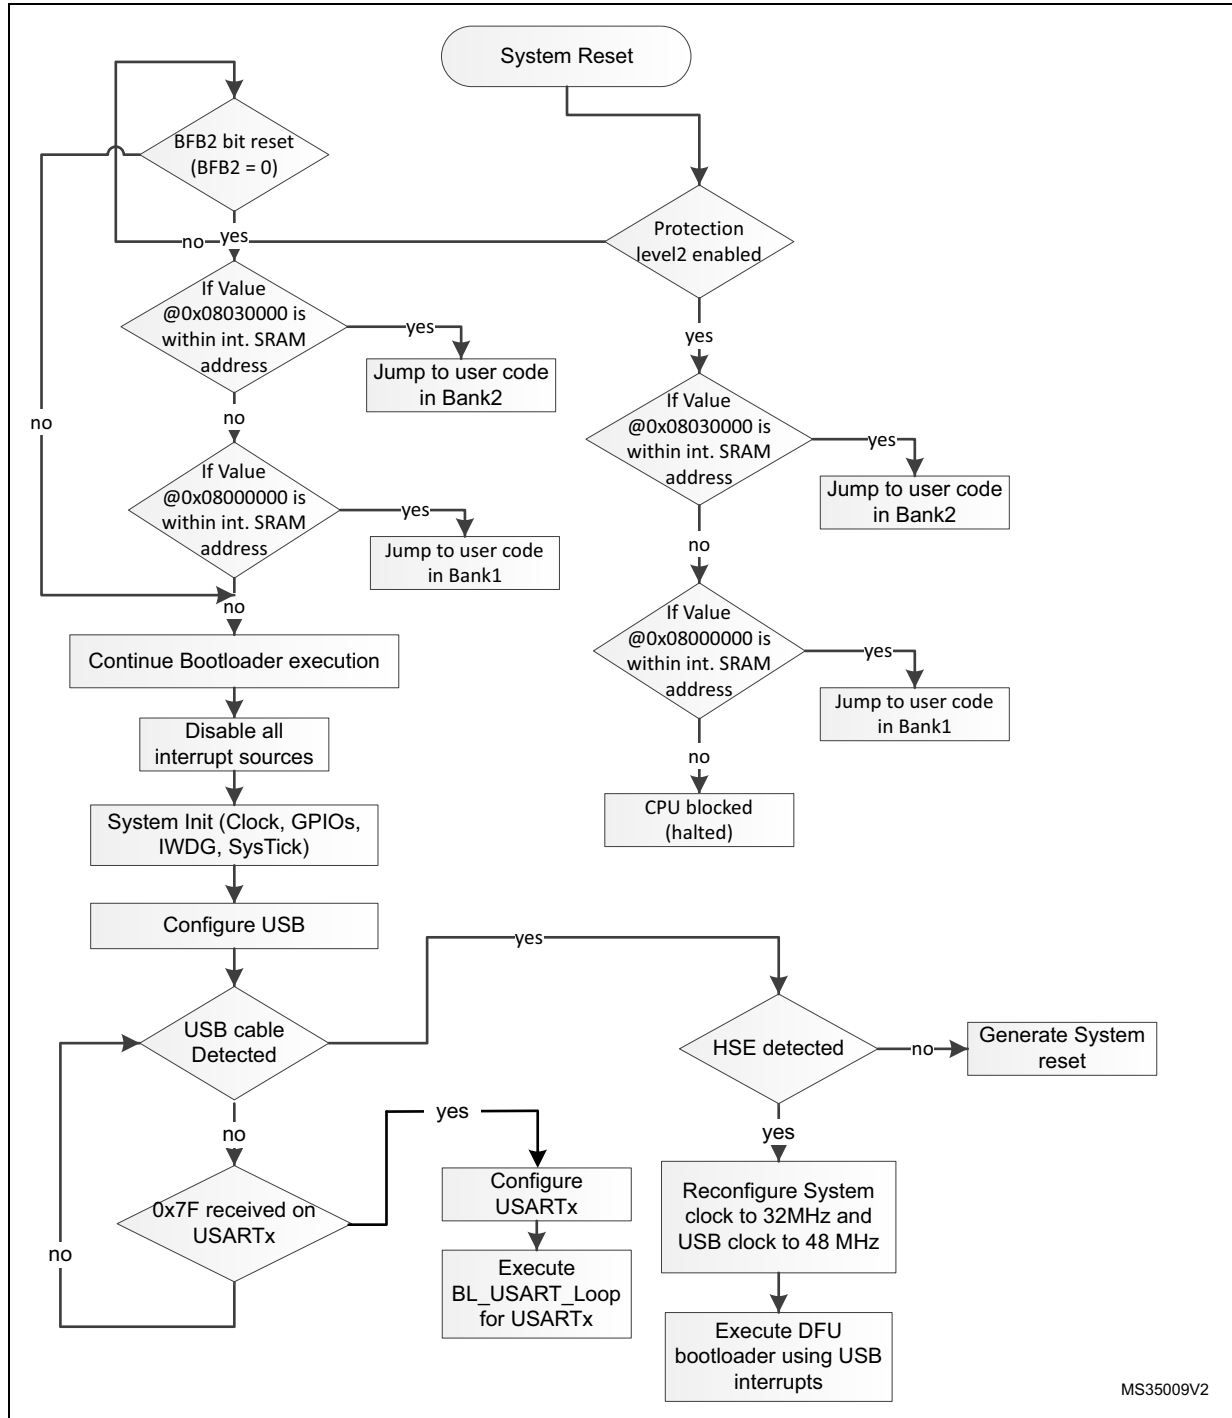 System Reset
BFB2 bit reset
(BFB2 = 0)
Protection
level2 enabled
no
yes
If Value
@0x08030000 is
within int. SRAM
address
yes
Jump to user code
in Bank2
yes
no
no
If Value
@0x08030000 is
within int. SRAM
address
yes
Jump to user code
in Bank2
If Value
@0x08000000 is
within int. SRAM
address
yes
Jump to user code
in Bank1
no
no
If Value
@0x08000000 is
within int. SRAM
address
yes
Jump to user code
in Bank1
no
Continue Bootloader execution
Disable all
interrupt sources
CPU blocked
(halted)
System Init (Clock, GPIOs,
IWDG, SysTick)
Configure USB
yes
USB cable
Detected
HSE detected
no
Generate System
reset
no
yes
yes
0x7F received on
USARTx
no
Configure
USARTx
Execute
BL_USART_Loop
for USARTx
Reconfigure System
clock to 32MHz and
USB clock to 48 MHz
Execute DFU
bootloader using USB
interrupts
MS35009V2